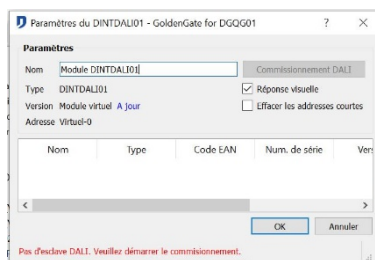 Paramètres du DINTDALI01 - GoldenGate for DGQG01 ? X
Paramètres
Nom Module DINTDALI01 Commissionnement DALI
Type DINTDALI01 Réponse visuelle
Version Module virtuel A jour Effacer les addresses courtes
Adresse Virtuel-0
Nom Type Code EAN Num. de série Vers
OK Annuler
Pas d'esclave DALI. Veuillez démarrer le commisionnement.